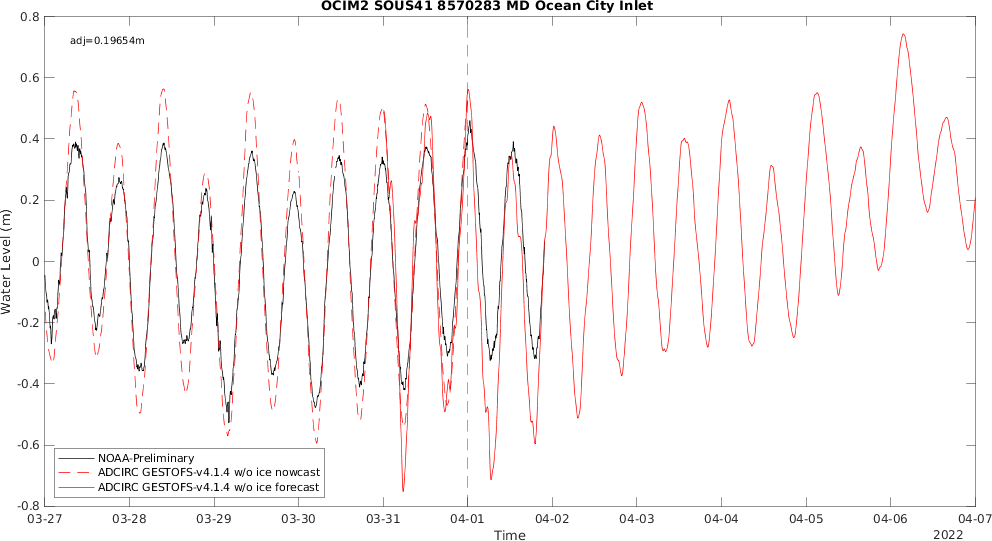 OCIM2 SOUS41 8570283 MD Ocean City Inlet
adj=0.19654m
Water Level (m)
0.8
0.6
0.4
0.2
0
-0.2
-0.4
-0.6
-0.8
NOAA-Preliminary
ADCIRC GESTOFS-v4.1.4 w/o ice nowcast
ADCIRC GESTOFS-v4.1.4 w/o ice forecast
03-27 03-28 03-29 03-30 03-31 04-01 04-02 04-03 04-04 04-05 04-06 04-07
Time
2022